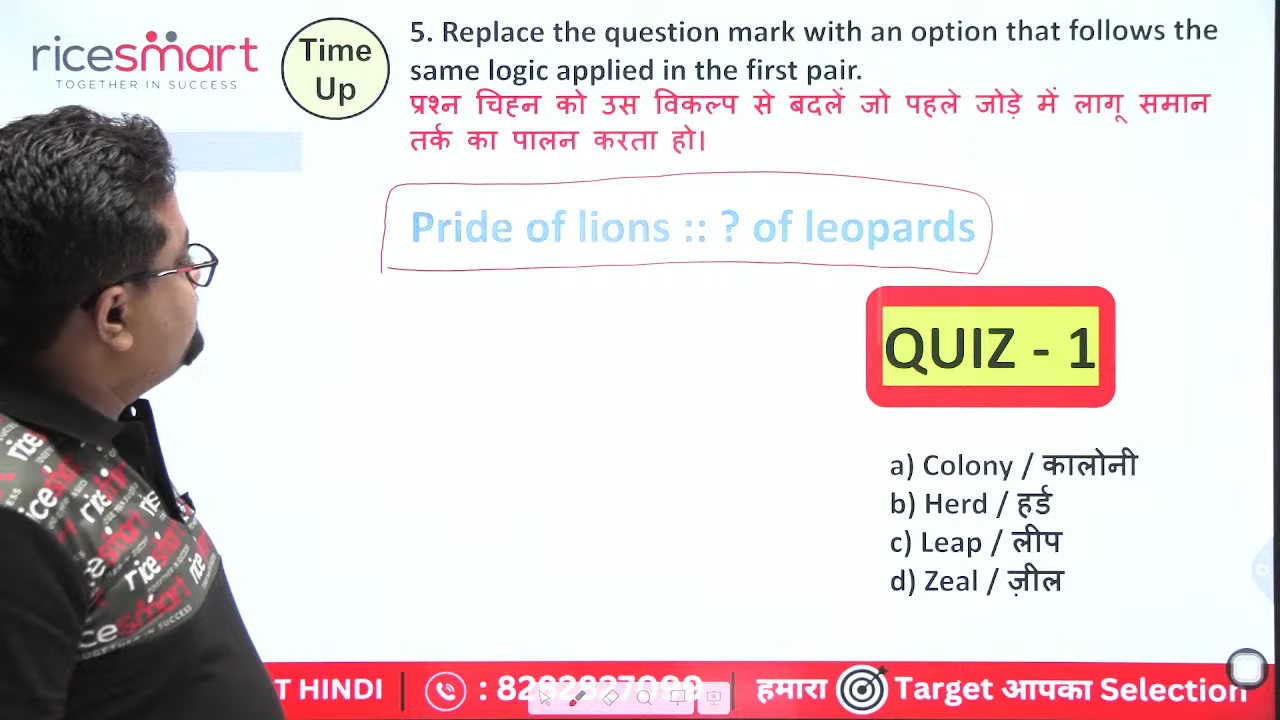 ricesmart
TOGETHER IN SUCCESS
Time
Up
5. Replace the question mark with an option that follows the
same logic applied in the first pair.
प्रश्न चिह्न को उस विकल्प से बदलें जो पहले जोड़े में लागू समान
तर्क का पालन करता हो।
Pride of lions :: ? of leopards
QUIZ - 1
a) Colony / कालोनी
b) Herd / हर्ड
c) Leap / लीप
d) Zeal / ज़ील
T HINDI
: 8282827099
हमारा Target आपका Selection